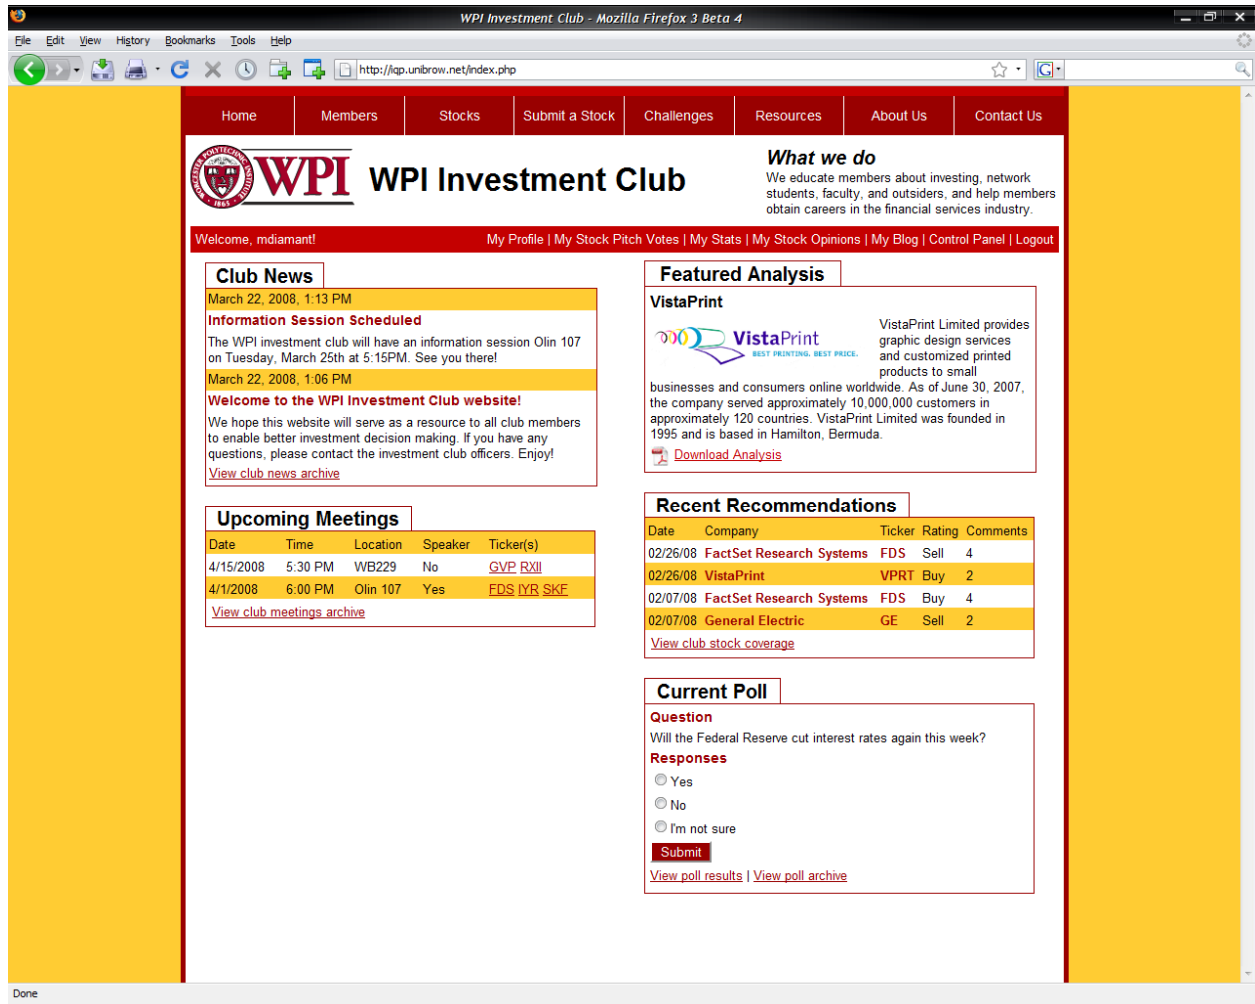 WPI Investment Club - Mozilla Firefox 3 Beta 4
File Edit View History Bookmarks Tools Help
http://iqp.unibrow.net/index.php
G
Home Members Stocks Submit a Stock Challenges Resources About Us Contact Us
WORCESTER POLYTECHNIC INSTITUTE
1865
WPI
WPI Investment Club
What we do
We educate members about investing, network
students, faculty, and outsiders, and help members
obtain careers in the financial services industry.
Welcome, mdiamant!
My Profile | My Stock Pitch Votes | My Stats | My Stock Opinions | My Blog | Control Panel | Logout
Club News
March 22, 2008, 1:13 PM
Information Session Scheduled
The WPI investment club will have an information session Olin 107
on Tuesday, March 25th at 5:15PM. See you there!
March 22, 2008, 1:06 PM
Welcome to the WPI Investment Club website!
We hope this website will serve as a resource to all club members
to enable better investment decision making. If you have any
questions, please contact the investment club officers. Enjoy!
View club news archive
Upcoming Meetings
Date Time Location Speaker Ticker(s)
4/15/2008 5:30 PM WB229 No GVP RXII
4/1/2008 6:00 PM Olin 107 Yes FDS IYR SKF
View club meetings archive
Featured Analysis
VistaPrint
VistaPrint
BEST PRINTING. BEST PRICE.
VistaPrint Limited provides
graphic design services
and customized printed
products to small
businesses and consumers online worldwide. As of June 30, 2007,
the company served approximately 10,000,000 customers in
approximately 120 countries. VistaPrint Limited was founded in
1995 and is based in Hamilton, Bermuda.
Download Analysis
Recent Recommendations
Date Company Ticker Rating Comments
02/26/08 FactSet Research Systems FDS Sell 4
02/26/08 VistaPrint VPRT Buy 2
02/07/08 FactSet Research Systems FDS Buy 4
02/07/08 General Electric GE Sell 2
View club stock coverage
Current Poll
Question
Will the Federal Reserve cut interest rates again this week?
Responses
Yes
No
I'm not sure
Submit
View poll results | View poll archive
Done